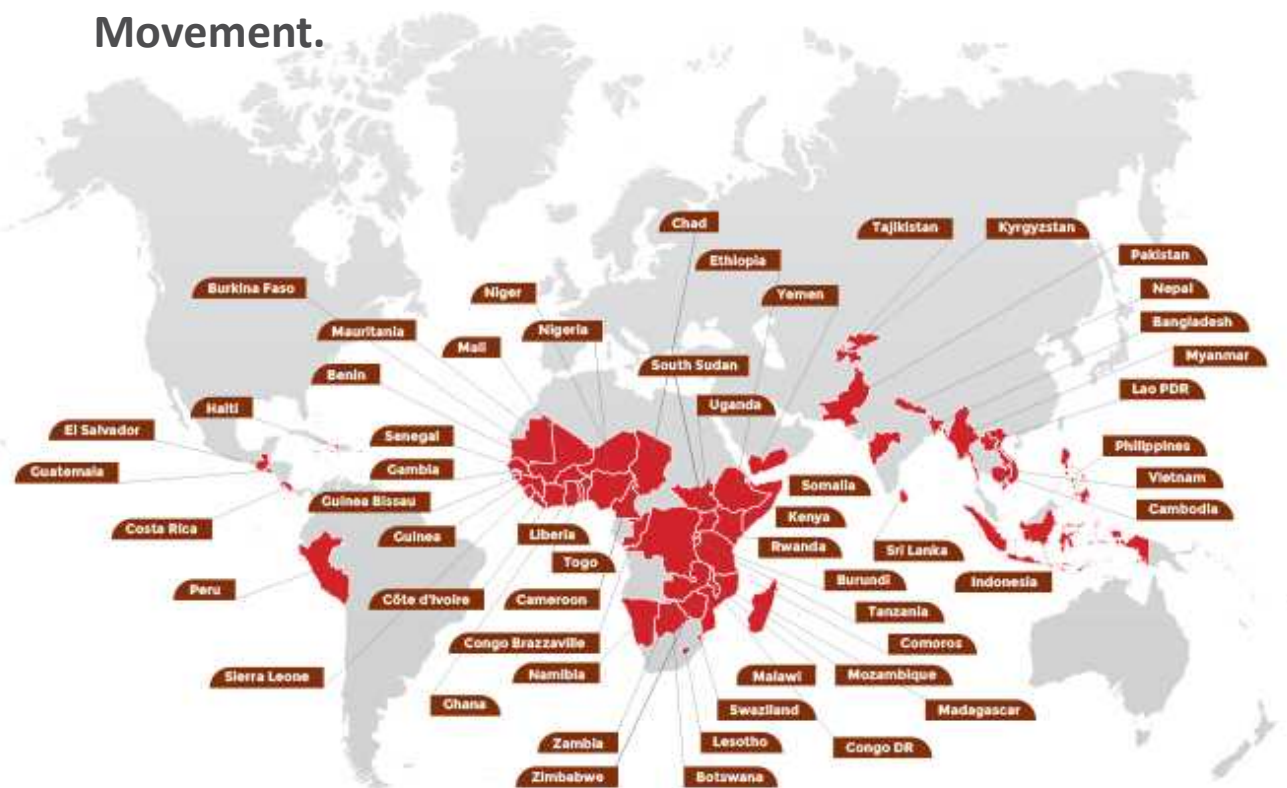 Movement.
Chad
Tajikistan
Kyrgyzstan
Ethiopia
Pakistan
Burkina Faso
Niger
Yemen
Nepal
Mauritania
Nigeria
Bangladesh
Mali
Myanmar
Benin
South Sudan
Lao PDR
Haiti
Uganda
El Salvador
Senegal
Philippines
Guatemala
Gambia
Somalia
Vietnam
Guinea Bissau
Cambodia
Costa Rica
Guinea
Liberia
Kenya
Rwanda
Sri Lanka
Togo
Burundi
Indonesia
Peru
Côte d'Ivoire
Cameroon
Tanzania
Congo Brazzaville
Comoros
Sierra Leone
Namibia
Malawi
Mozambique
Ghana
Swaziland
Madagascar
Zambia
Lesotho
Congo DR
Zimbabwe
Botswana